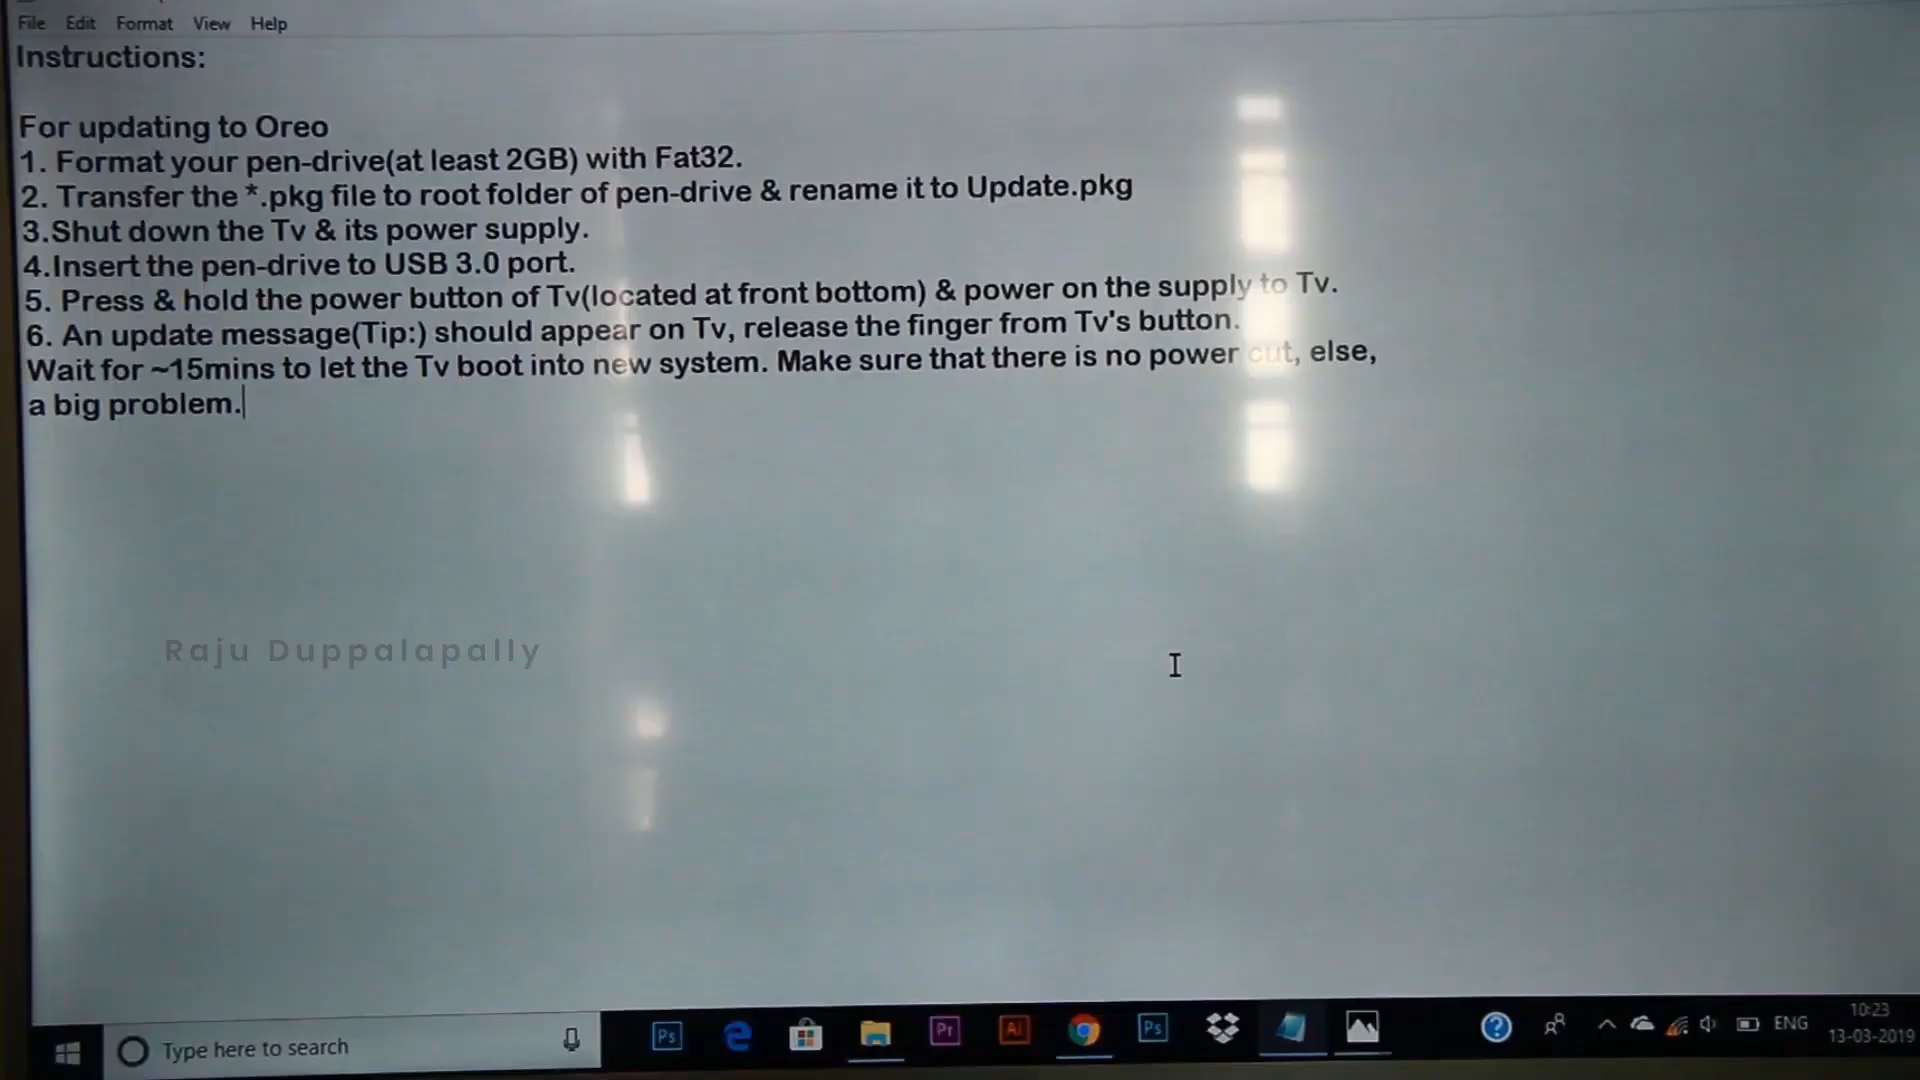 File Edit Format View Help
Instructions:
For updating to Oreo
1. Format your pen-drive(at least 2GB) with Fat32.
2. Transfer the *.pkg file to root folder of pen-drive & rename it to Update.pkg
3.Shut down the Tv & its power supply.
4.Insert the pen-drive to USB 3.0 port.
5. Press & hold the power button of Tv(located at front bottom) & power on the supply to Tv.
6. An update message(Tip:) should appear on Tv, release the finger from Tv's button.
Wait for ~15mins to let the Tv boot into new system. Make sure that there is no power cut, else,
a big problem.
Raju Duppalapally
Type here to search
Ps
Pr
Ai
Ps
ENG
10:23
13-03-2019